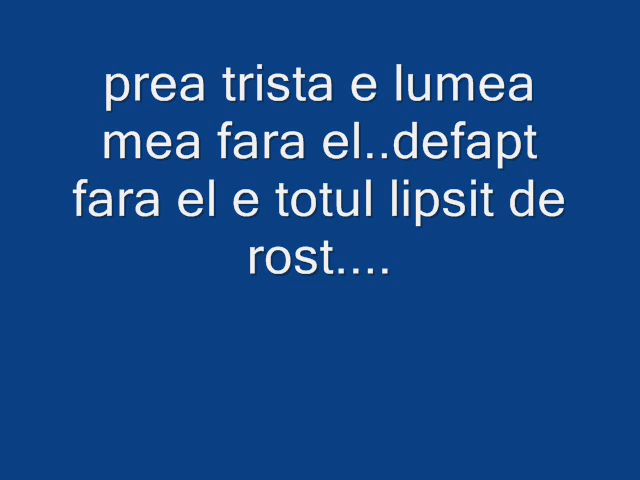 prea trista e lumea
mea fara el..defapt
fara el e totul lipsit de
rost....